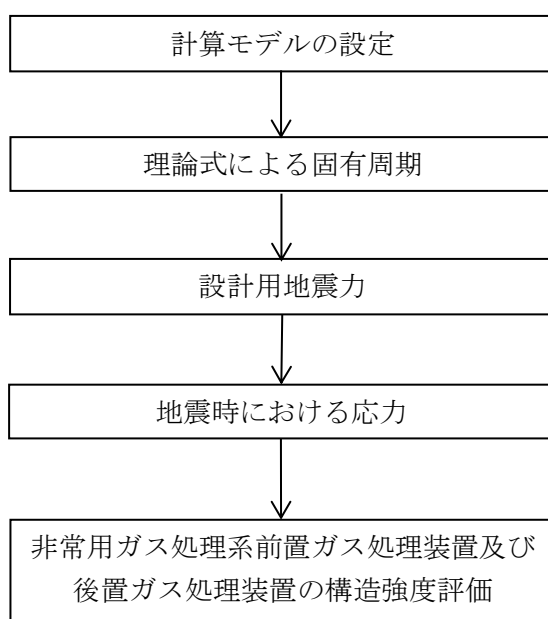 計算モデルの設定
理論式による固有周期
設計用地震力
地震時における応力
非常用ガス処理系前置ガス処理装置及び
後置ガス処理装置の構造強度評価